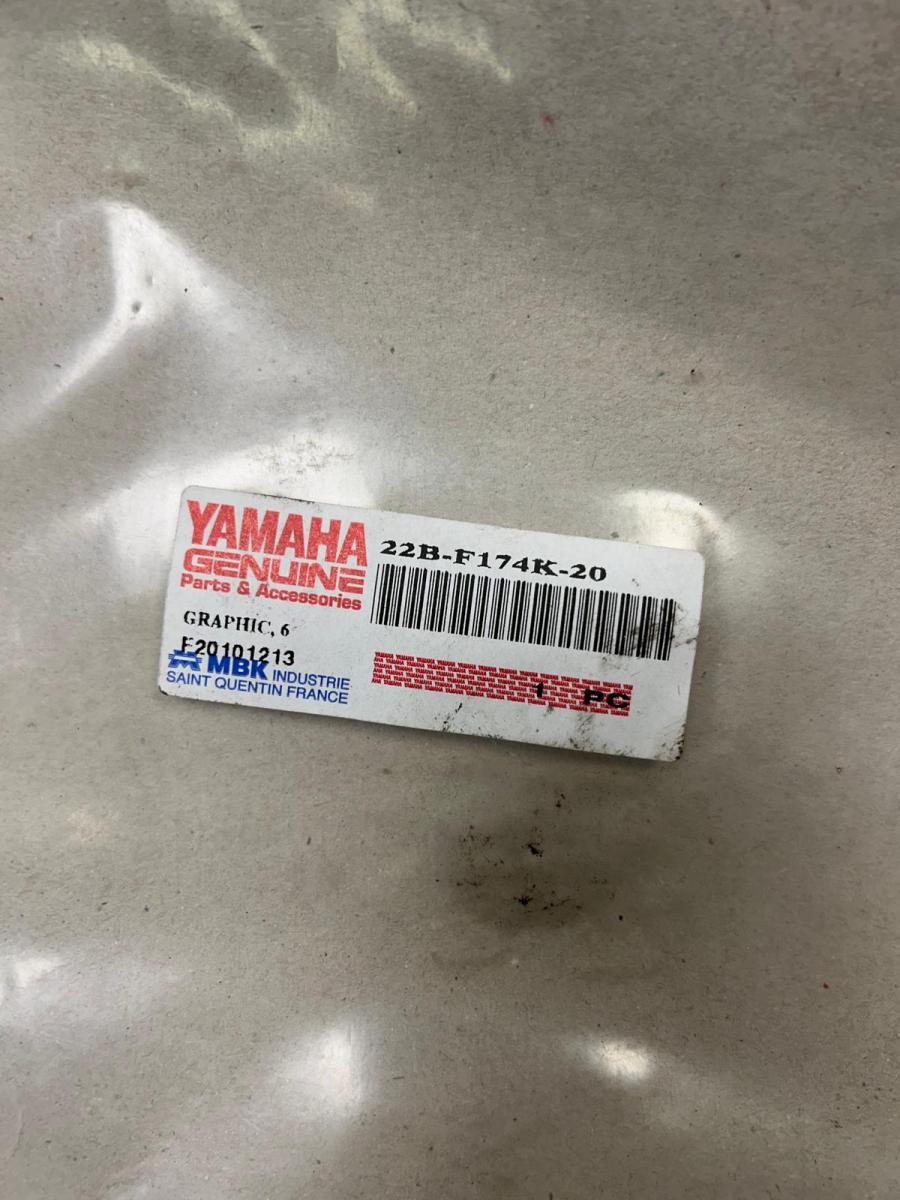 YAMAHA
GENUINE
Parts & Accessories
22B-F174K-20
GRAPHIC, 6
F20101213
MBK INDUSTRIE
SAINT QUENTIN FRANCE
1 PC